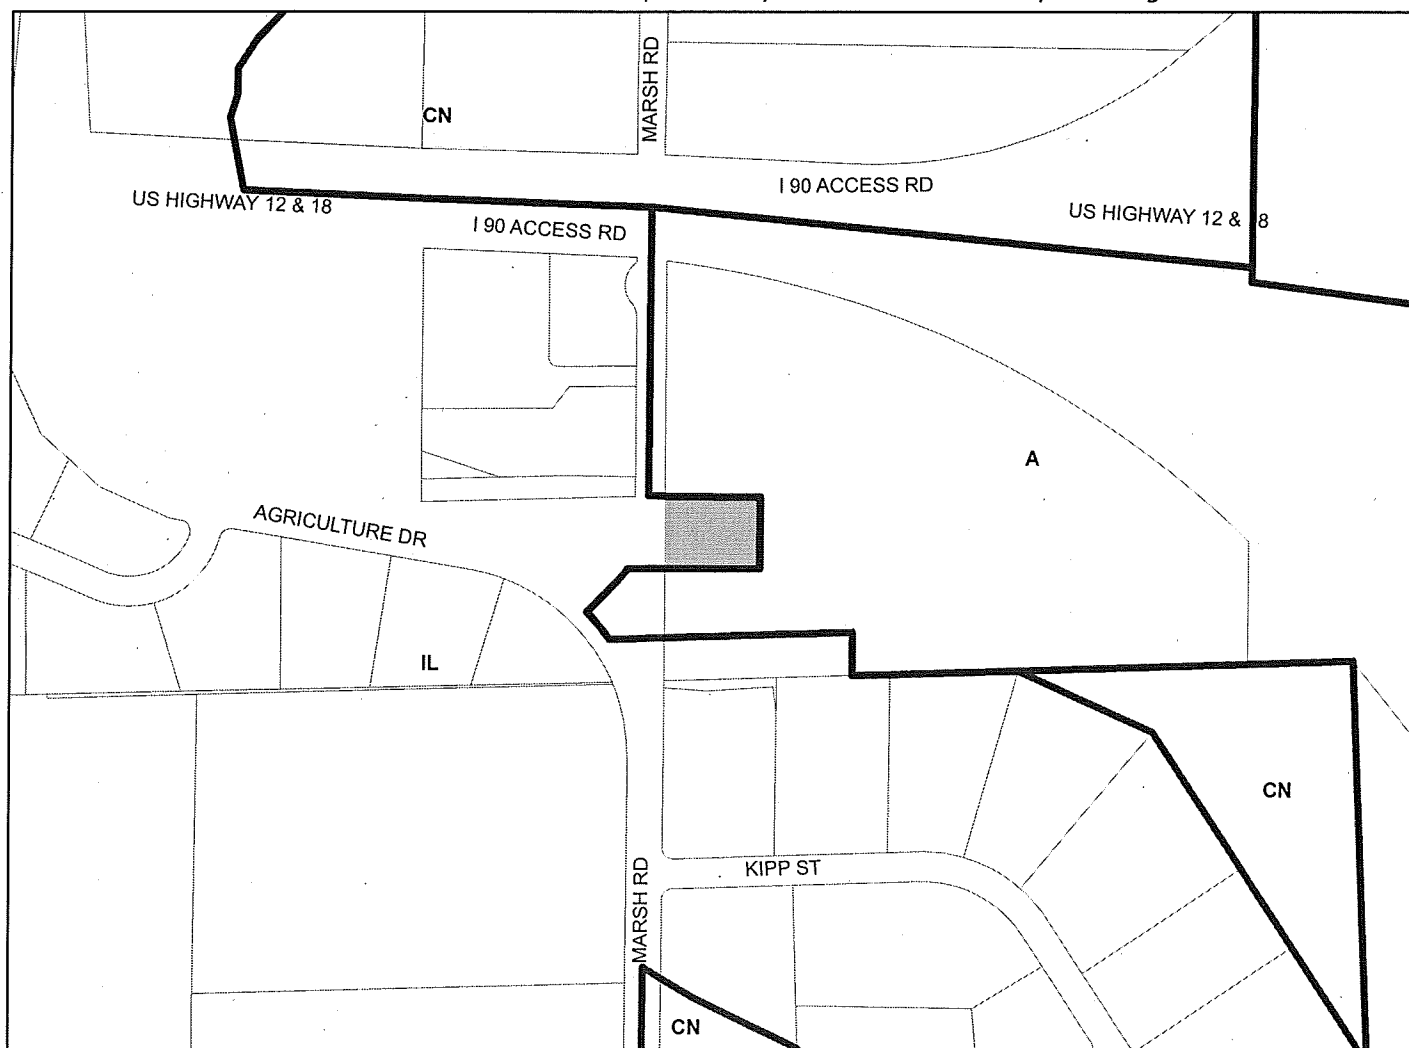 MARSH RD
CN
I 90 ACCESS RD
US HIGHWAY 12 & 18
US HIGHWAY 12 & 8
I 90 ACCESS RD
A
AGRICULTURE DR
IL
CN
KIPP ST
MARSH RD
CN